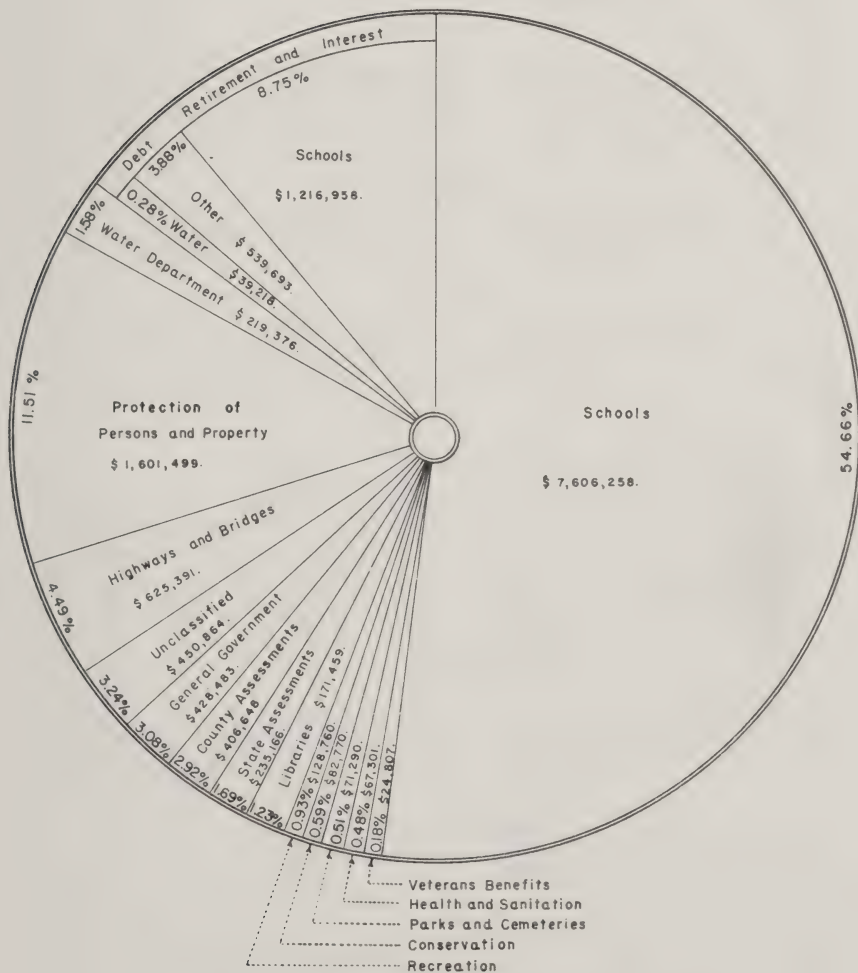 Debt Retirement and Interest
8.75%
Schools
$1,216,958.
3.88%
Other $539,693.
0.28% Water $39,218.
1.58%
Water Department $219,376.
11.51%
Protection of
Persons and Property
$1,601,499.
Highways and Bridges
$625,391.
4.49%
Unclassified
$450,864.
3.24%
General Government
$428,483.
3.08%
County Assessments
$406,648
2.92%
State Assessments
$235,166.
1.69%
Libraries $171,459.
1.23%
0.93% $128,760.
0.59% $82,770.
0.51% $71,290.
0.48% $67,301.
0.18% $24,807.
Schools
$7,606,258.
54.66%
Veterans Benefits
Health and Sanitation
Parks and Cemeteries
Conservation
Recreation